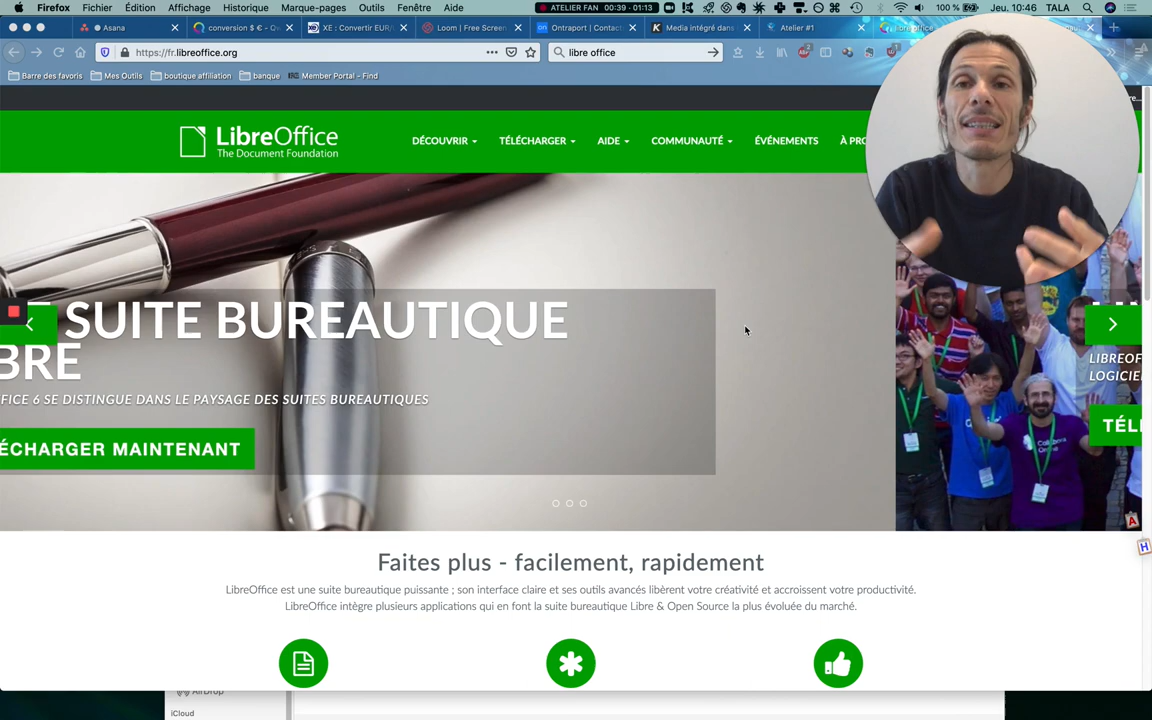 Firefox Fichier Édition Affichage Historique Marque-pages Outils Fenêtre Aide
ATELIER FAN 00:39 - 01:13
100 % Jeu. 10:46 TALA
Asana
conversion $ € - Qw
XE : Convertir EUR/
Loom | Free Screen
Ontraport | Contact
Media intégré dans
Atelier #1
https://fr.libreoffice.org
libre office
Barre des favoris Mes Outils boutique affiliation banque Member Portal - Find
LibreOffice
The Document Foundation
DÉCOUVRIR TÉLÉCHARGER AIDE COMMUNAUTÉ ÉVÉNEMENTS À PRO
SUITE BUREAUTIQUE
BRE
FFICE 6 SE DISTINGUE DANS LE PAYSAGE DES SUITES BUREAUTIQUES
ÉCHARGER MAINTENANT
LIBREOF
LOGICIE
TÉL
Faites plus - facilement, rapidement
LibreOffice est une suite bureautique puissante ; son interface claire et ses outils avancés libèrent votre créativité et accroissent votre productivité.
LibreOffice intègre plusieurs applications qui en font la suite bureautique Libre & Open Source la plus évoluée du marché.
A
H
AirDrop
iCloud